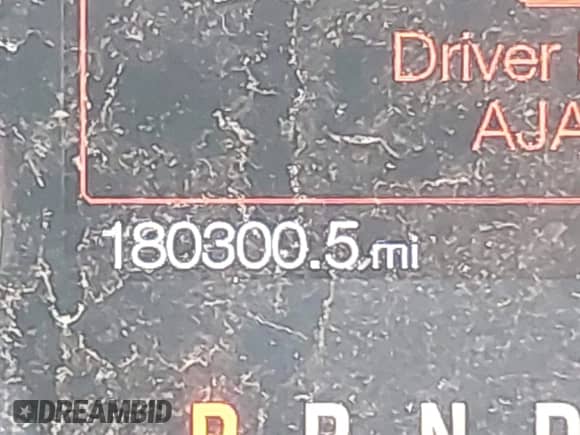 Driver
AJA
180300.5 mi
P R N D
DREAMBID